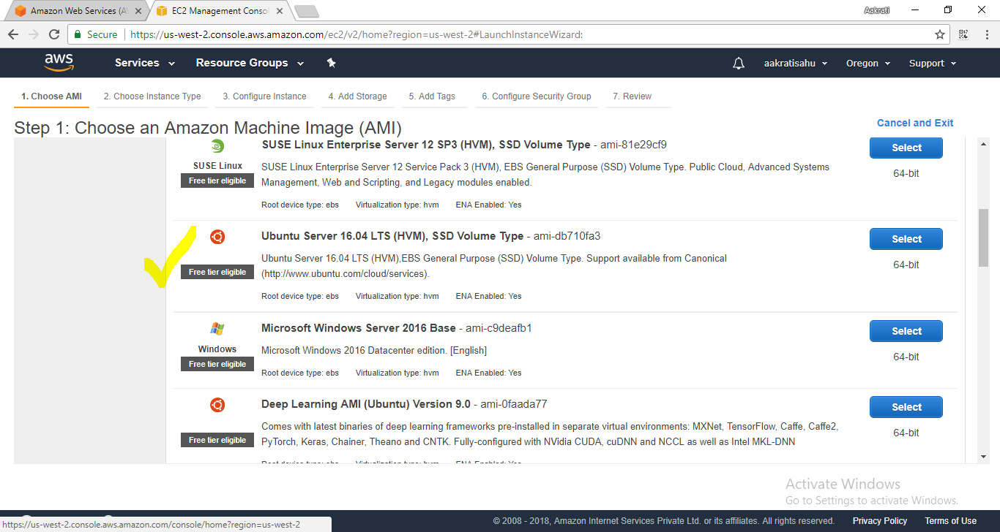 Amazon Web Services (A
EC2 Management Conso
Aakrati
Secure
https://us-west-2.console.aws.amazon.com/ec2/v2/home?region=us-west-2#LaunchInstanceWizard:
aws
Services
Resource Groups
aakratisahu
Oregon
Support
1. Choose AMI
2. Choose Instance Type
3. Configure Instance
4. Add Storage
5. Add Tags
6. Configure Security Group
7. Review
Step 1: Choose an Amazon Machine Image (AMI)
Cancel and Exit
SUSE Linux
Free tier eligible
SUSE Linux Enterprise Server 12 SP3 (HVM), SSD Volume Type - ami-81e29cf9
SUSE Linux Enterprise Server 12 Service Pack 3 (HVM), EBS General Purpose (SSD) Volume Type. Public Cloud, Advanced Systems
Management, Web and Scripting, and Legacy modules enabled.
Root device type: ebs Virtualization type: hvm ENA Enabled: Yes
Select
64-bit
Free tier eligible
Ubuntu Server 16.04 LTS (HVM), SSD Volume Type - ami-db710fa3
Ubuntu Server 16.04 LTS (HVM),EBS General Purpose (SSD) Volume Type. Support available from Canonical
(http://www.ubuntu.com/cloud/services).
Root device type: ebs Virtualization type: hvm ENA Enabled: Yes
Select
64-bit
Windows
Free tier eligible
Microsoft Windows Server 2016 Base - ami-c9deafb1
Microsoft Windows 2016 Datacenter edition. [English]
Root device type: ebs Virtualization type: hvm ENA Enabled: Yes
Select
64-bit
Free tier eligible
Deep Learning AMI (Ubuntu) Version 9.0 - ami-0faada77
Comes with latest binaries of deep learning frameworks pre-installed in separate virtual environments: MXNet, TensorFlow, Caffe, Caffe2,
PyTorch, Keras, Chainer, Theano and CNTK. Fully-configured with NVidia CUDA, cuDNN and NCCL as well as Intel MKL-DNN
Root device type: ebs Virtualization type: hvm ENA Enabled: Yes
Select
64-bit
Activate Windows
Go to Settings to activate Windows.
https://us-west-2.console.aws.amazon.com/console/home?region=us-west-2
© 2008 - 2018, Amazon Internet Services Private Ltd. or its affiliates. All rights reserved.
Privacy Policy
Terms of Use